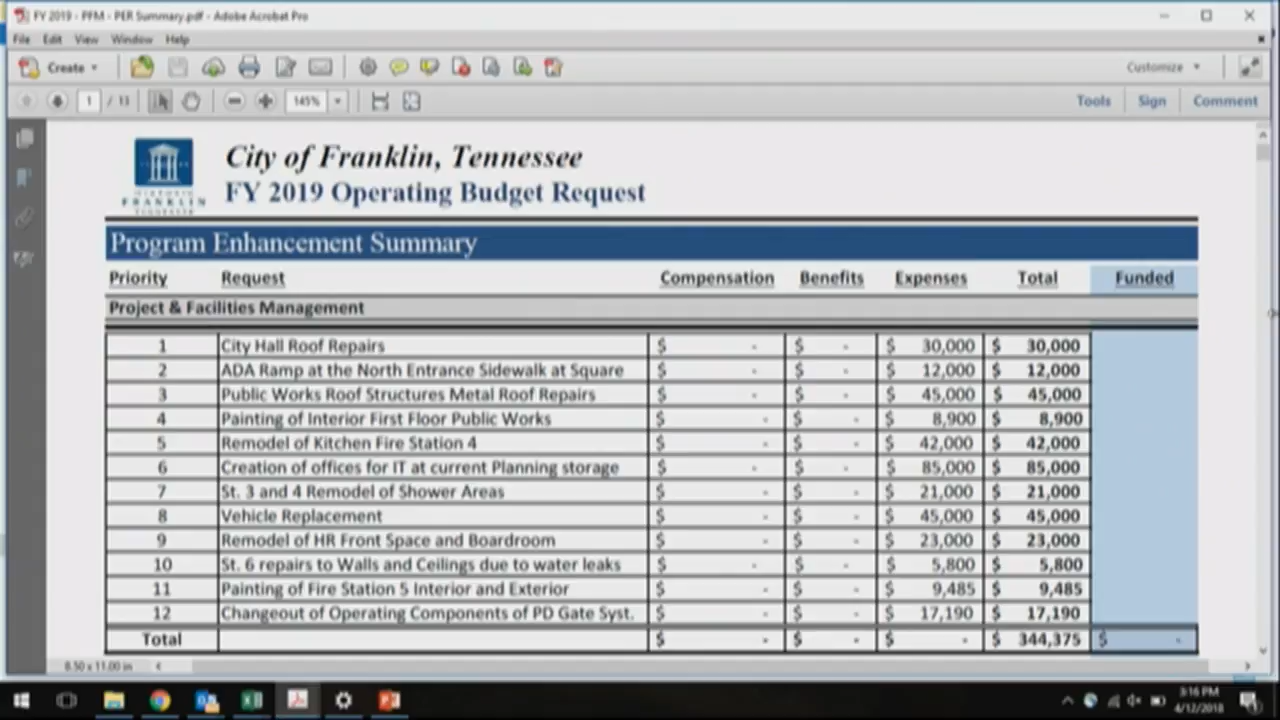 FY 2019 - PFM - PER Summary.pdf - Adobe Acrobat Pro
File Edit View Window Help
Create Customize
1 / 13 145% Tools Sign Comment
City of Franklin, Tennessee
HISTORIC
FRANKLIN
TENNESSEE
FY 2019 Operating Budget Request
Program Enhancement Summary
Priority Request Compensation Benefits Expenses Total Funded
Project & Facilities Management
1 City Hall Roof Repairs $ - $ - $ 30,000 $ 30,000
2 ADA Ramp at the North Entrance Sidewalk at Square $ - $ - $ 12,000 $ 12,000
3 Public Works Roof Structures Metal Roof Repairs $ - $ - $ 45,000 $ 45,000
4 Painting of Interior First Floor Public Works $ - $ - $ 8,900 $ 8,900
5 Remodel of Kitchen Fire Station 4 $ - $ - $ 42,000 $ 42,000
6 Creation of offices for IT at current Planning storage $ - $ - $ 85,000 $ 85,000
7 St. 3 and 4 Remodel of Shower Areas $ - $ - $ 21,000 $ 21,000
8 Vehicle Replacement $ - $ - $ 45,000 $ 45,000
9 Remodel of HR Front Space and Boardroom $ - $ - $ 23,000 $ 23,000
10 St. 6 repairs to Walls and Ceilings due to water leaks $ - $ - $ 5,800 $ 5,800
11 Painting of Fire Station 5 Interior and Exterior $ - $ - $ 9,485 $ 9,485
12 Changeout of Operating Components of PD Gate Syst. $ - $ - $ 17,190 $ 17,190
Total $ - $ - $ - $ 344,375 $ -
8.50 x 11.00 in
3:16 PM
4/12/2018